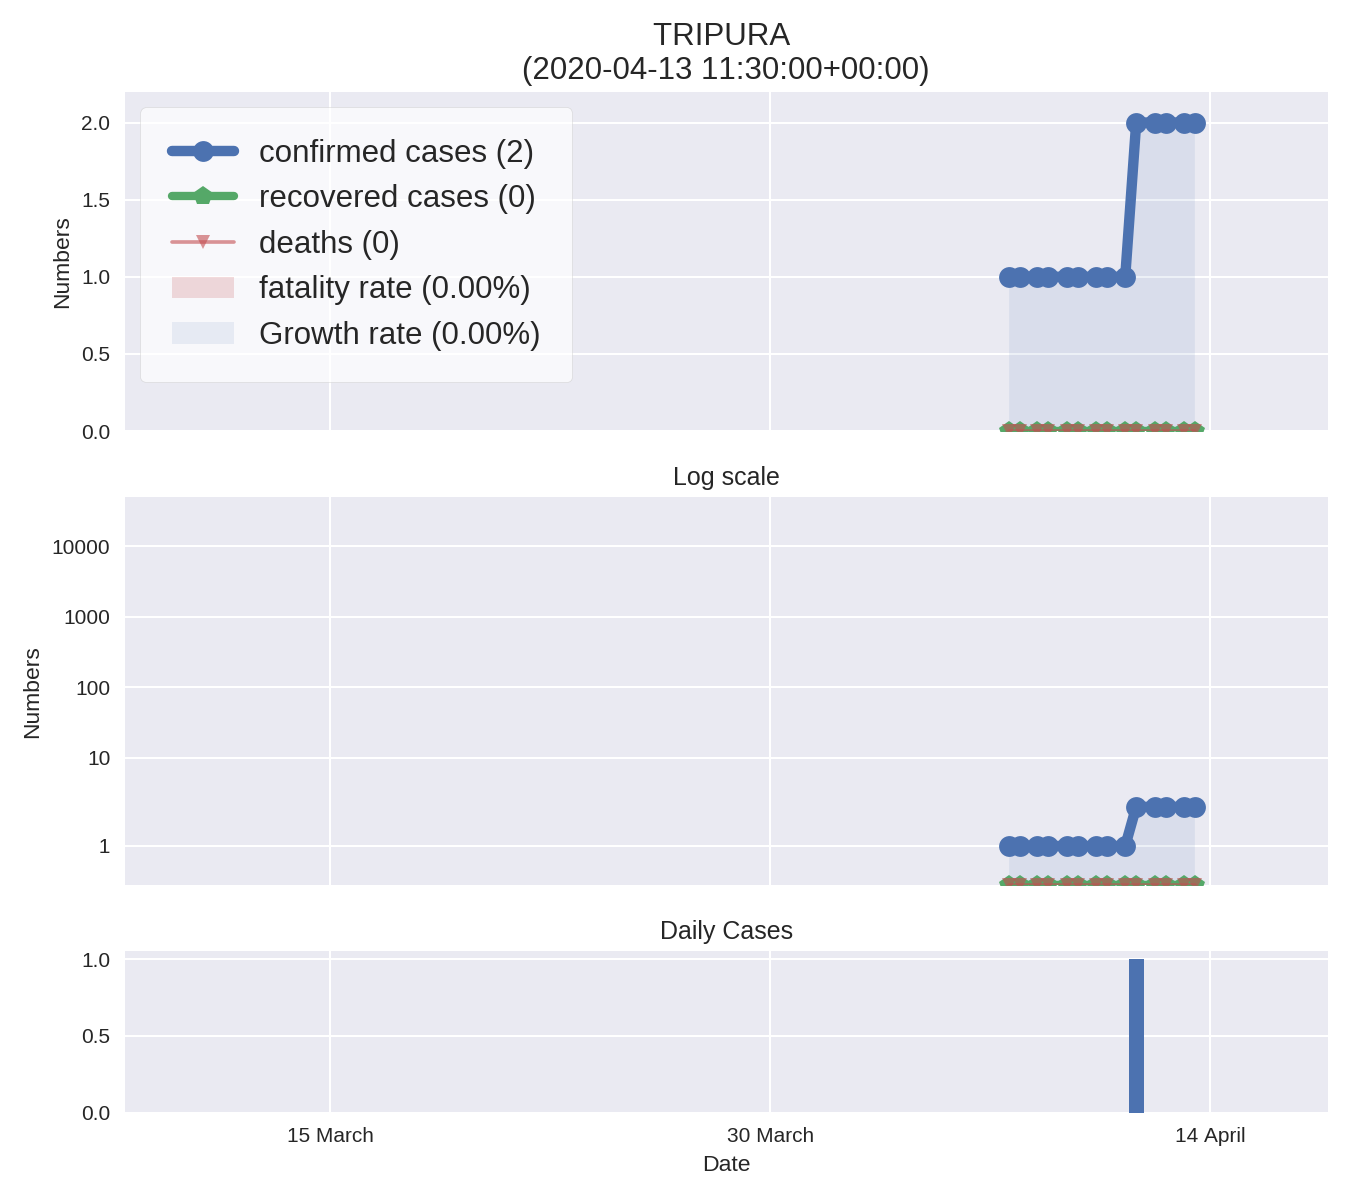 TRIPURA
(2020-04-13 11:30:00+00:00)
2.0
1.5
1.0
0.5
0.0
Numbers
confirmed cases (2)
recovered cases (0)
deaths (0)
fatality rate (0.00%)
Growth rate (0.00%)
Log scale
10000
1000
100
10
1
Numbers
Daily Cases
1.0
0.5
0.0
15 March
30 March
14 April
Date